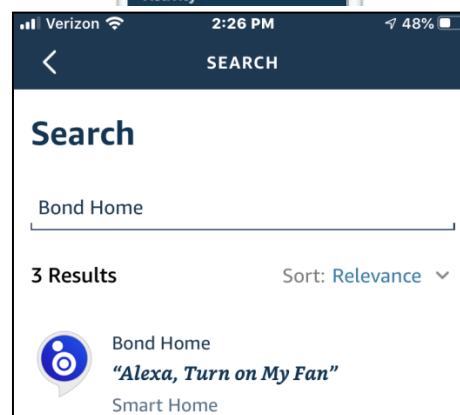 Verizon 2:26 PM 48%
SEARCH
Search
Bond Home
3 Results Sort: Relevance
Bond Home
“Alexa, Turn on My Fan”
Smart Home